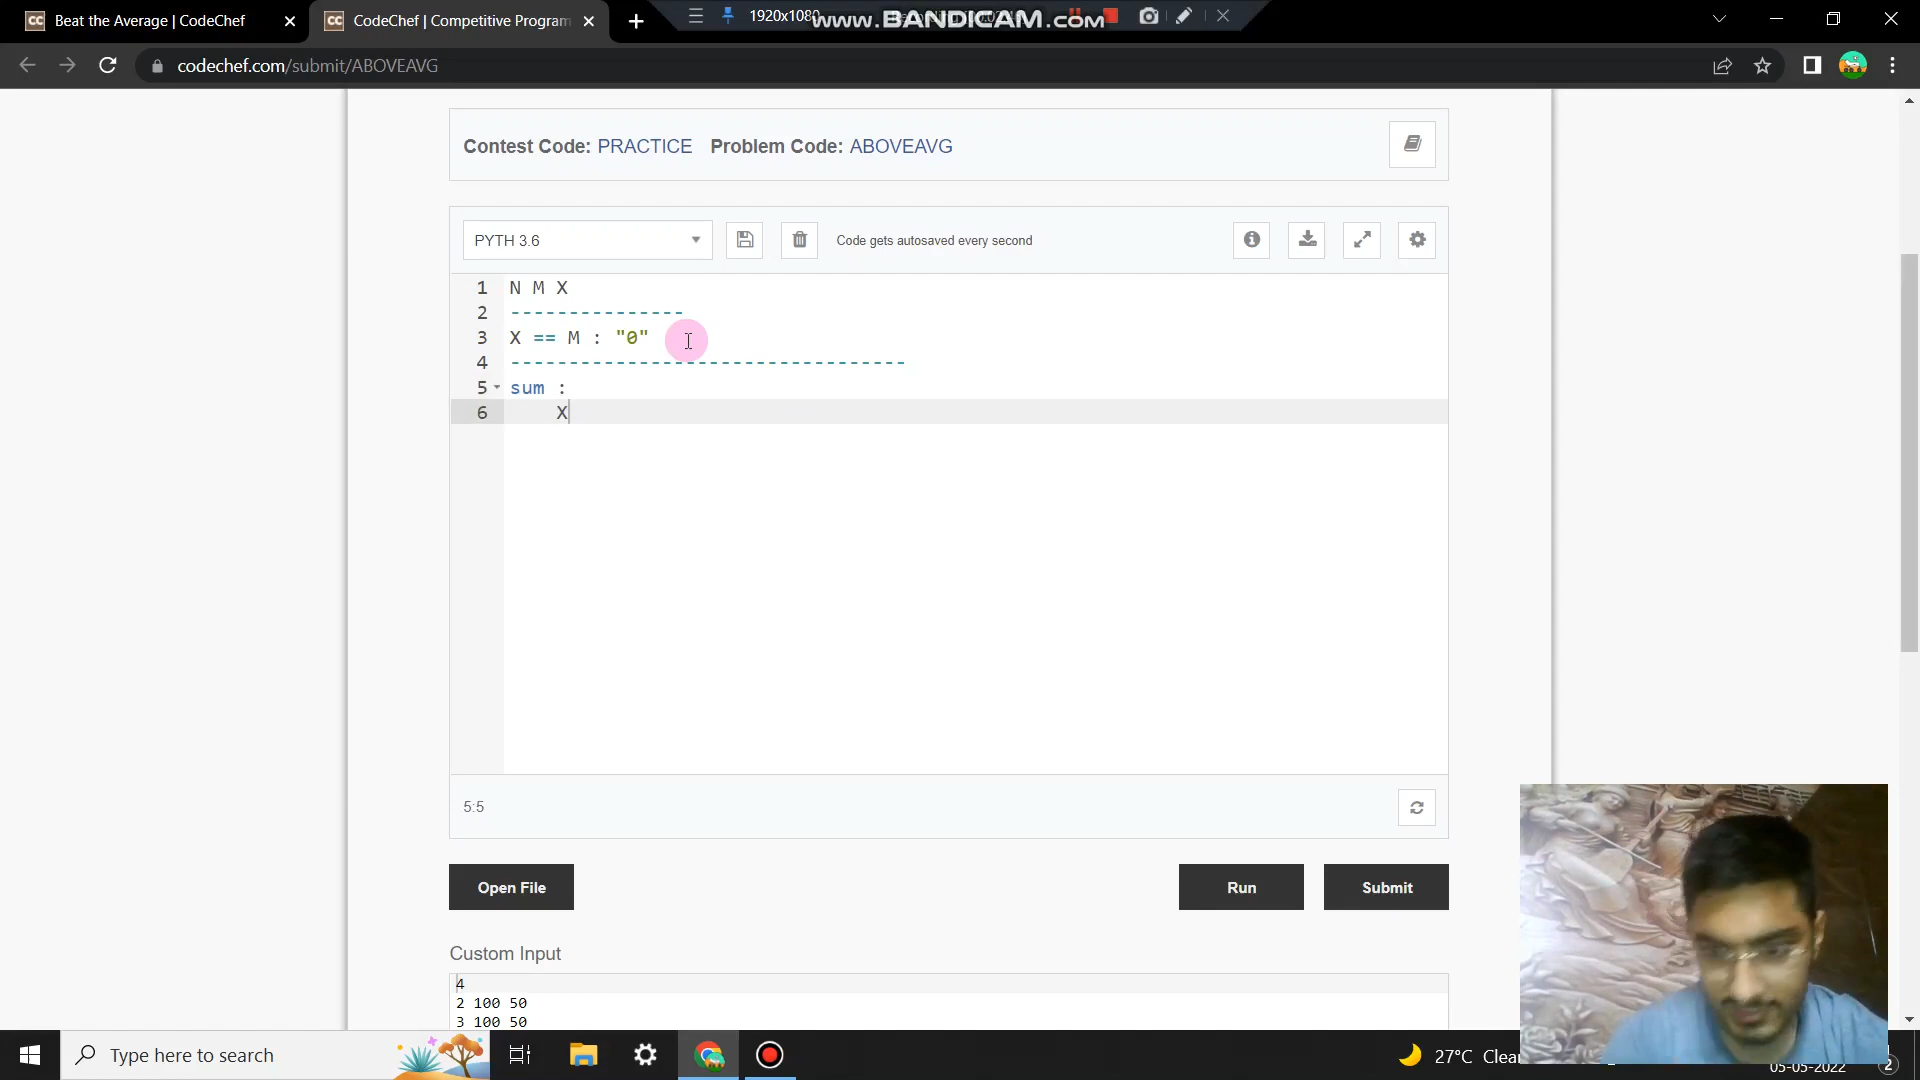 Beat the Average | CodeChef
CodeChef | Competitive Program
1920x1080
www.BANDICAM.com
codechef.com/submit/ABOVEAVG
Contest Code: PRACTICE Problem Code: ABOVEAVG
PYTH 3.6
Code gets autosaved every second
1 N M X
2 ---------------
3 X == M : "0"
4 ----------------------------------
5 sum :
6 X
5:5
Open File
Run
Submit
Custom Input
4
2 100 50
3 100 50
Type here to search
27°C Clea
05-05-2022
2